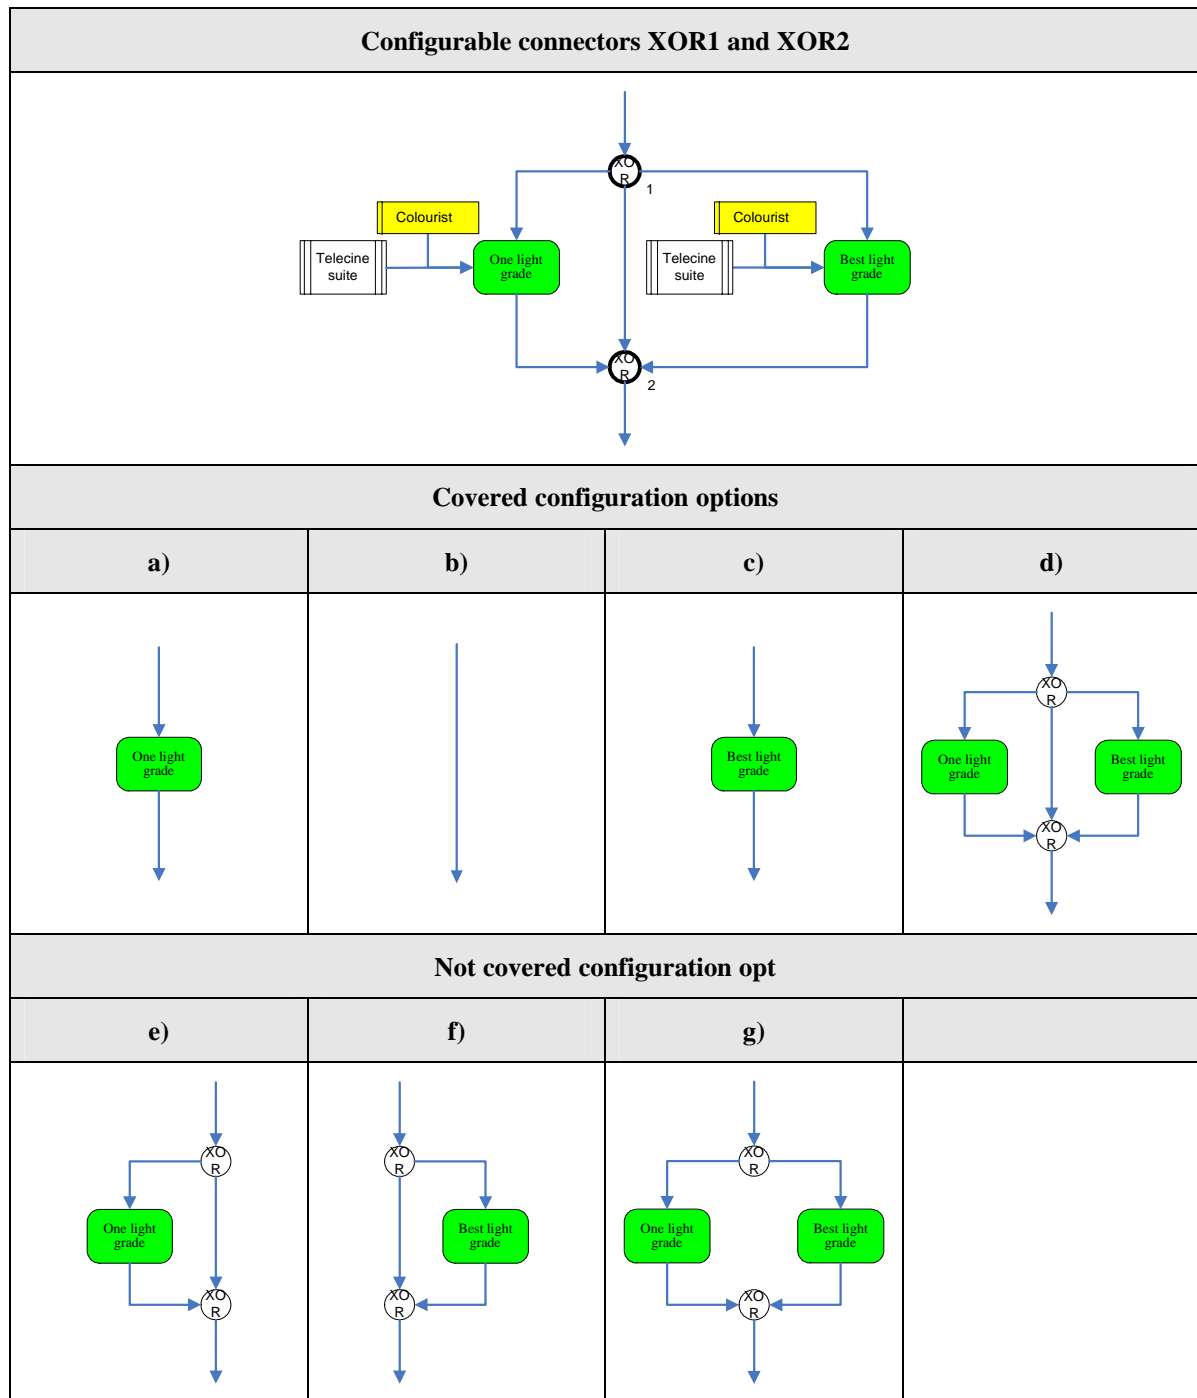 Configurable connectors XOR1 and XOR2
XO
R
1
Colourist
Colourist
Telecine
suite
One light
grade
Telecine
suite
Best light
grade
XO
R
2
Covered configuration options
a)
b)
c)
d)
One light
grade
Best light
grade
XO
R
One light
grade
Best light
grade
XO
R
Not covered configuration opt
e)
f)
g)
XO
R
One light
grade
XO
R
XO
R
Best light
grade
XO
R
XO
R
One light
grade
Best light
grade
XO
R